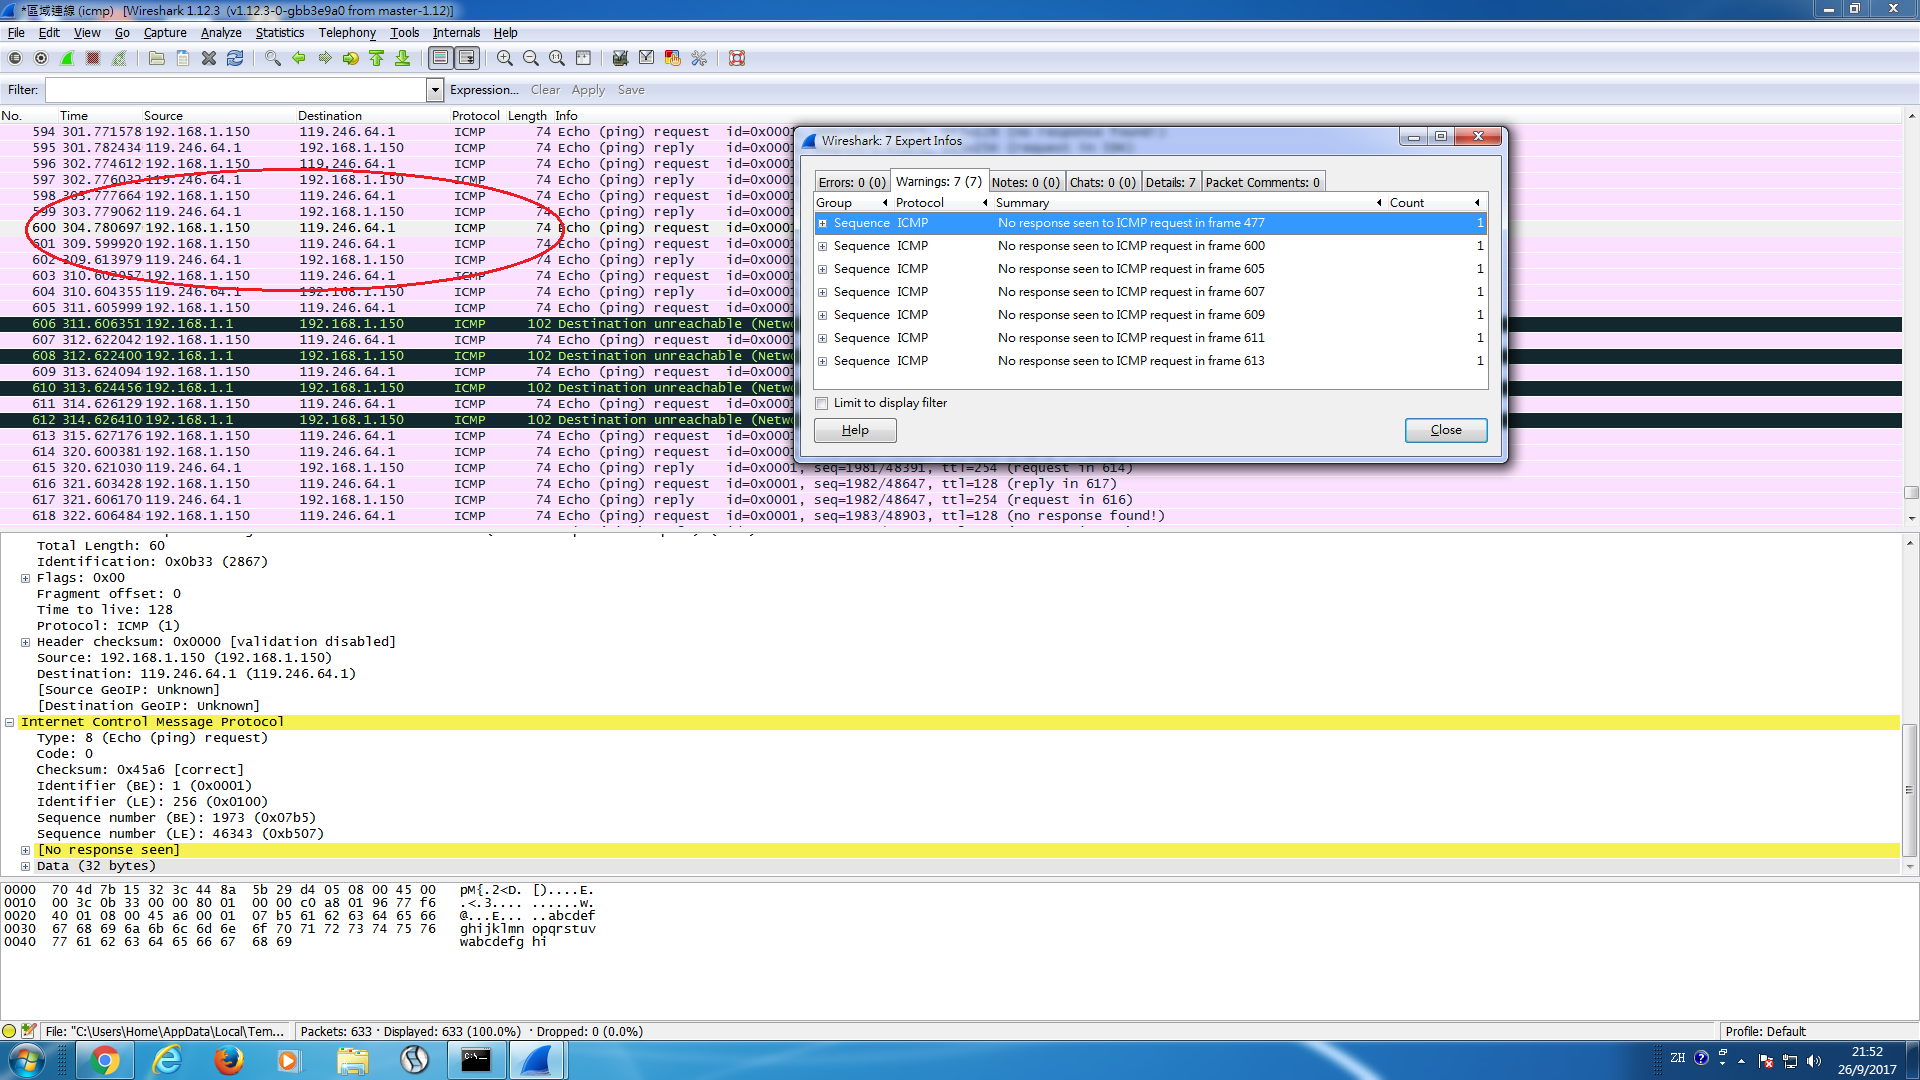 *區域連線 (icmp)   [Wireshark 1.12.3  (v1.12.3-0-gbb3e9a0 from master-1.12)]
File Edit View Go Capture Analyze Statistics Telephony Tools Internals Help
Filter: Expression... Clear Apply Save
No. Time Source Destination Protocol Length Info
594 301.771578 192.168.1.150 119.246.64.1 ICMP 74 Echo (ping) request id=0x0001
595 301.782434 119.246.64.1 192.168.1.150 ICMP 74 Echo (ping) reply id=0x0001
596 302.774612 192.168.1.150 119.246.64.1 ICMP 74 Echo (ping) request id=0x0001
597 302.776032 119.246.64.1 192.168.1.150 ICMP 74 Echo (ping) reply id=0x0001
598 303.777664 192.168.1.150 119.246.64.1 ICMP 74 Echo (ping) request id=0x0001
599 303.779062 119.246.64.1 192.168.1.150 ICMP 74 Echo (ping) reply id=0x0001
600 304.780697 192.168.1.150 119.246.64.1 ICMP 74 Echo (ping) request id=0x0001
601 309.599920 192.168.1.150 119.246.64.1 ICMP 74 Echo (ping) request id=0x0001
602 309.613979 119.246.64.1 192.168.1.150 ICMP 74 Echo (ping) reply id=0x0001
603 310.602957 192.168.1.150 119.246.64.1 ICMP 74 Echo (ping) request id=0x0001
604 310.604355 119.246.64.1 192.168.1.150 ICMP 74 Echo (ping) reply id=0x0001
605 311.605999 192.168.1.150 119.246.64.1 ICMP 74 Echo (ping) request id=0x0001
606 311.606351 192.168.1.1 192.168.1.150 ICMP 102 Destination unreachable (Netw
607 312.622042 192.168.1.150 119.246.64.1 ICMP 74 Echo (ping) request id=0x0001
608 312.622400 192.168.1.1 192.168.1.150 ICMP 102 Destination unreachable (Netw
609 313.624094 192.168.1.150 119.246.64.1 ICMP 74 Echo (ping) request id=0x0001
610 313.624456 192.168.1.1 192.168.1.150 ICMP 102 Destination unreachable (Netw
611 314.626129 192.168.1.150 119.246.64.1 ICMP 74 Echo (ping) request id=0x0001
612 314.626410 192.168.1.1 192.168.1.150 ICMP 102 Destination unreachable (Netw
613 315.627176 192.168.1.150 119.246.64.1 ICMP 74 Echo (ping) request id=0x0001
614 320.600381 192.168.1.150 119.246.64.1 ICMP 74 Echo (ping) request id=0x0001
615 320.621030 119.246.64.1 192.168.1.150 ICMP 74 Echo (ping) reply id=0x0001, seq=1981/48391, ttl=254 (request in 614)
616 321.603428 192.168.1.150 119.246.64.1 ICMP 74 Echo (ping) request id=0x0001, seq=1982/48647, ttl=128 (reply in 617)
617 321.606170 119.246.64.1 192.168.1.150 ICMP 74 Echo (ping) reply id=0x0001, seq=1982/48647, ttl=254 (request in 616)
618 322.606484 192.168.1.150 119.246.64.1 ICMP 74 Echo (ping) request id=0x0001, seq=1983/48903, ttl=128 (no response found!)
Wireshark: 7 Expert Infos
Errors: 0 (0) Warnings: 7 (7) Notes: 0 (0) Chats: 0 (0) Details: 7 Packet Comments: 0
Group Protocol Summary Count
Sequence ICMP No response seen to ICMP request in frame 477 1
Sequence ICMP No response seen to ICMP request in frame 600 1
Sequence ICMP No response seen to ICMP request in frame 605 1
Sequence ICMP No response seen to ICMP request in frame 607 1
Sequence ICMP No response seen to ICMP request in frame 609 1
Sequence ICMP No response seen to ICMP request in frame 611 1
Sequence ICMP No response seen to ICMP request in frame 613 1
Limit to display filter
Help Close
Total Length: 60
Identification: 0x0b33 (2867)
Flags: 0x00
Fragment offset: 0
Time to live: 128
Protocol: ICMP (1)
Header checksum: 0x0000 [validation disabled]
Source: 192.168.1.150 (192.168.1.150)
Destination: 119.246.64.1 (119.246.64.1)
[Source GeoIP: Unknown]
[Destination GeoIP: Unknown]
Internet Control Message Protocol
Type: 8 (Echo (ping) request)
Code: 0
Checksum: 0x45a6 [correct]
Identifier (BE): 1 (0x0001)
Identifier (LE): 256 (0x0100)
Sequence number (BE): 1973 (0x07b5)
Sequence number (LE): 46343 (0xb507)
[No response seen]
Data (32 bytes)
0000 70 4d 7b 15 32 3c 44 8a 5b 29 d4 05 08 00 45 00 pM{.2<D. [)....E.
0010 00 3c 0b 33 00 00 80 01 00 00 c0 a8 01 96 77 f6 .<.3.... ......w.
0020 40 01 08 00 45 a6 00 01 07 b5 61 62 63 64 65 66 @...E... ..abcdef
0030 67 68 69 6a 6b 6c 6d 6e 6f 70 71 72 73 74 75 76 ghijklmn opqrstuv
0040 77 61 62 63 64 65 66 67 68 69 wabcdefg hi
File: "C:\Users\Home\AppData\Local\Tem... Packets: 633 · Displayed: 633 (100.0%) · Dropped: 0 (0.0%) Profile: Default
C:\_
ZH 21:52
26/9/2017